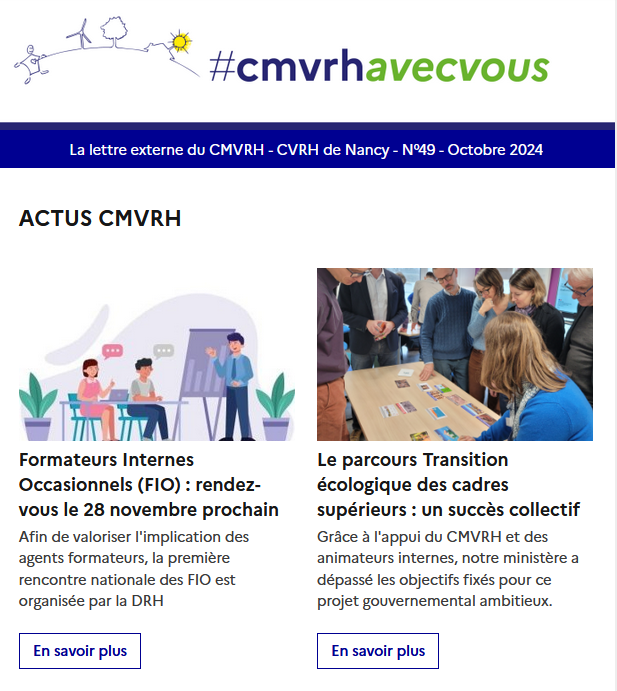 #cmvrhavecvous
La lettre externe du CMVRH - CVRH de Nancy - N°49 - Octobre 2024
ACTUS CMVRH
Formateurs Internes
Occasionnels (FIO) : rendez-
vous le 28 novembre prochain
Afin de valoriser l'implication des
agents formateurs, la première
rencontre nationale des FIO est
organisée par la DRH
En savoir plus
Le parcours Transition
écologique des cadres
supérieurs : un succès collectif
Grâce à l'appui du CMVRH et des
animateurs internes, notre ministère a
dépassé les objectifs fixés pour ce
projet gouvernemental ambitieux.
En savoir plus